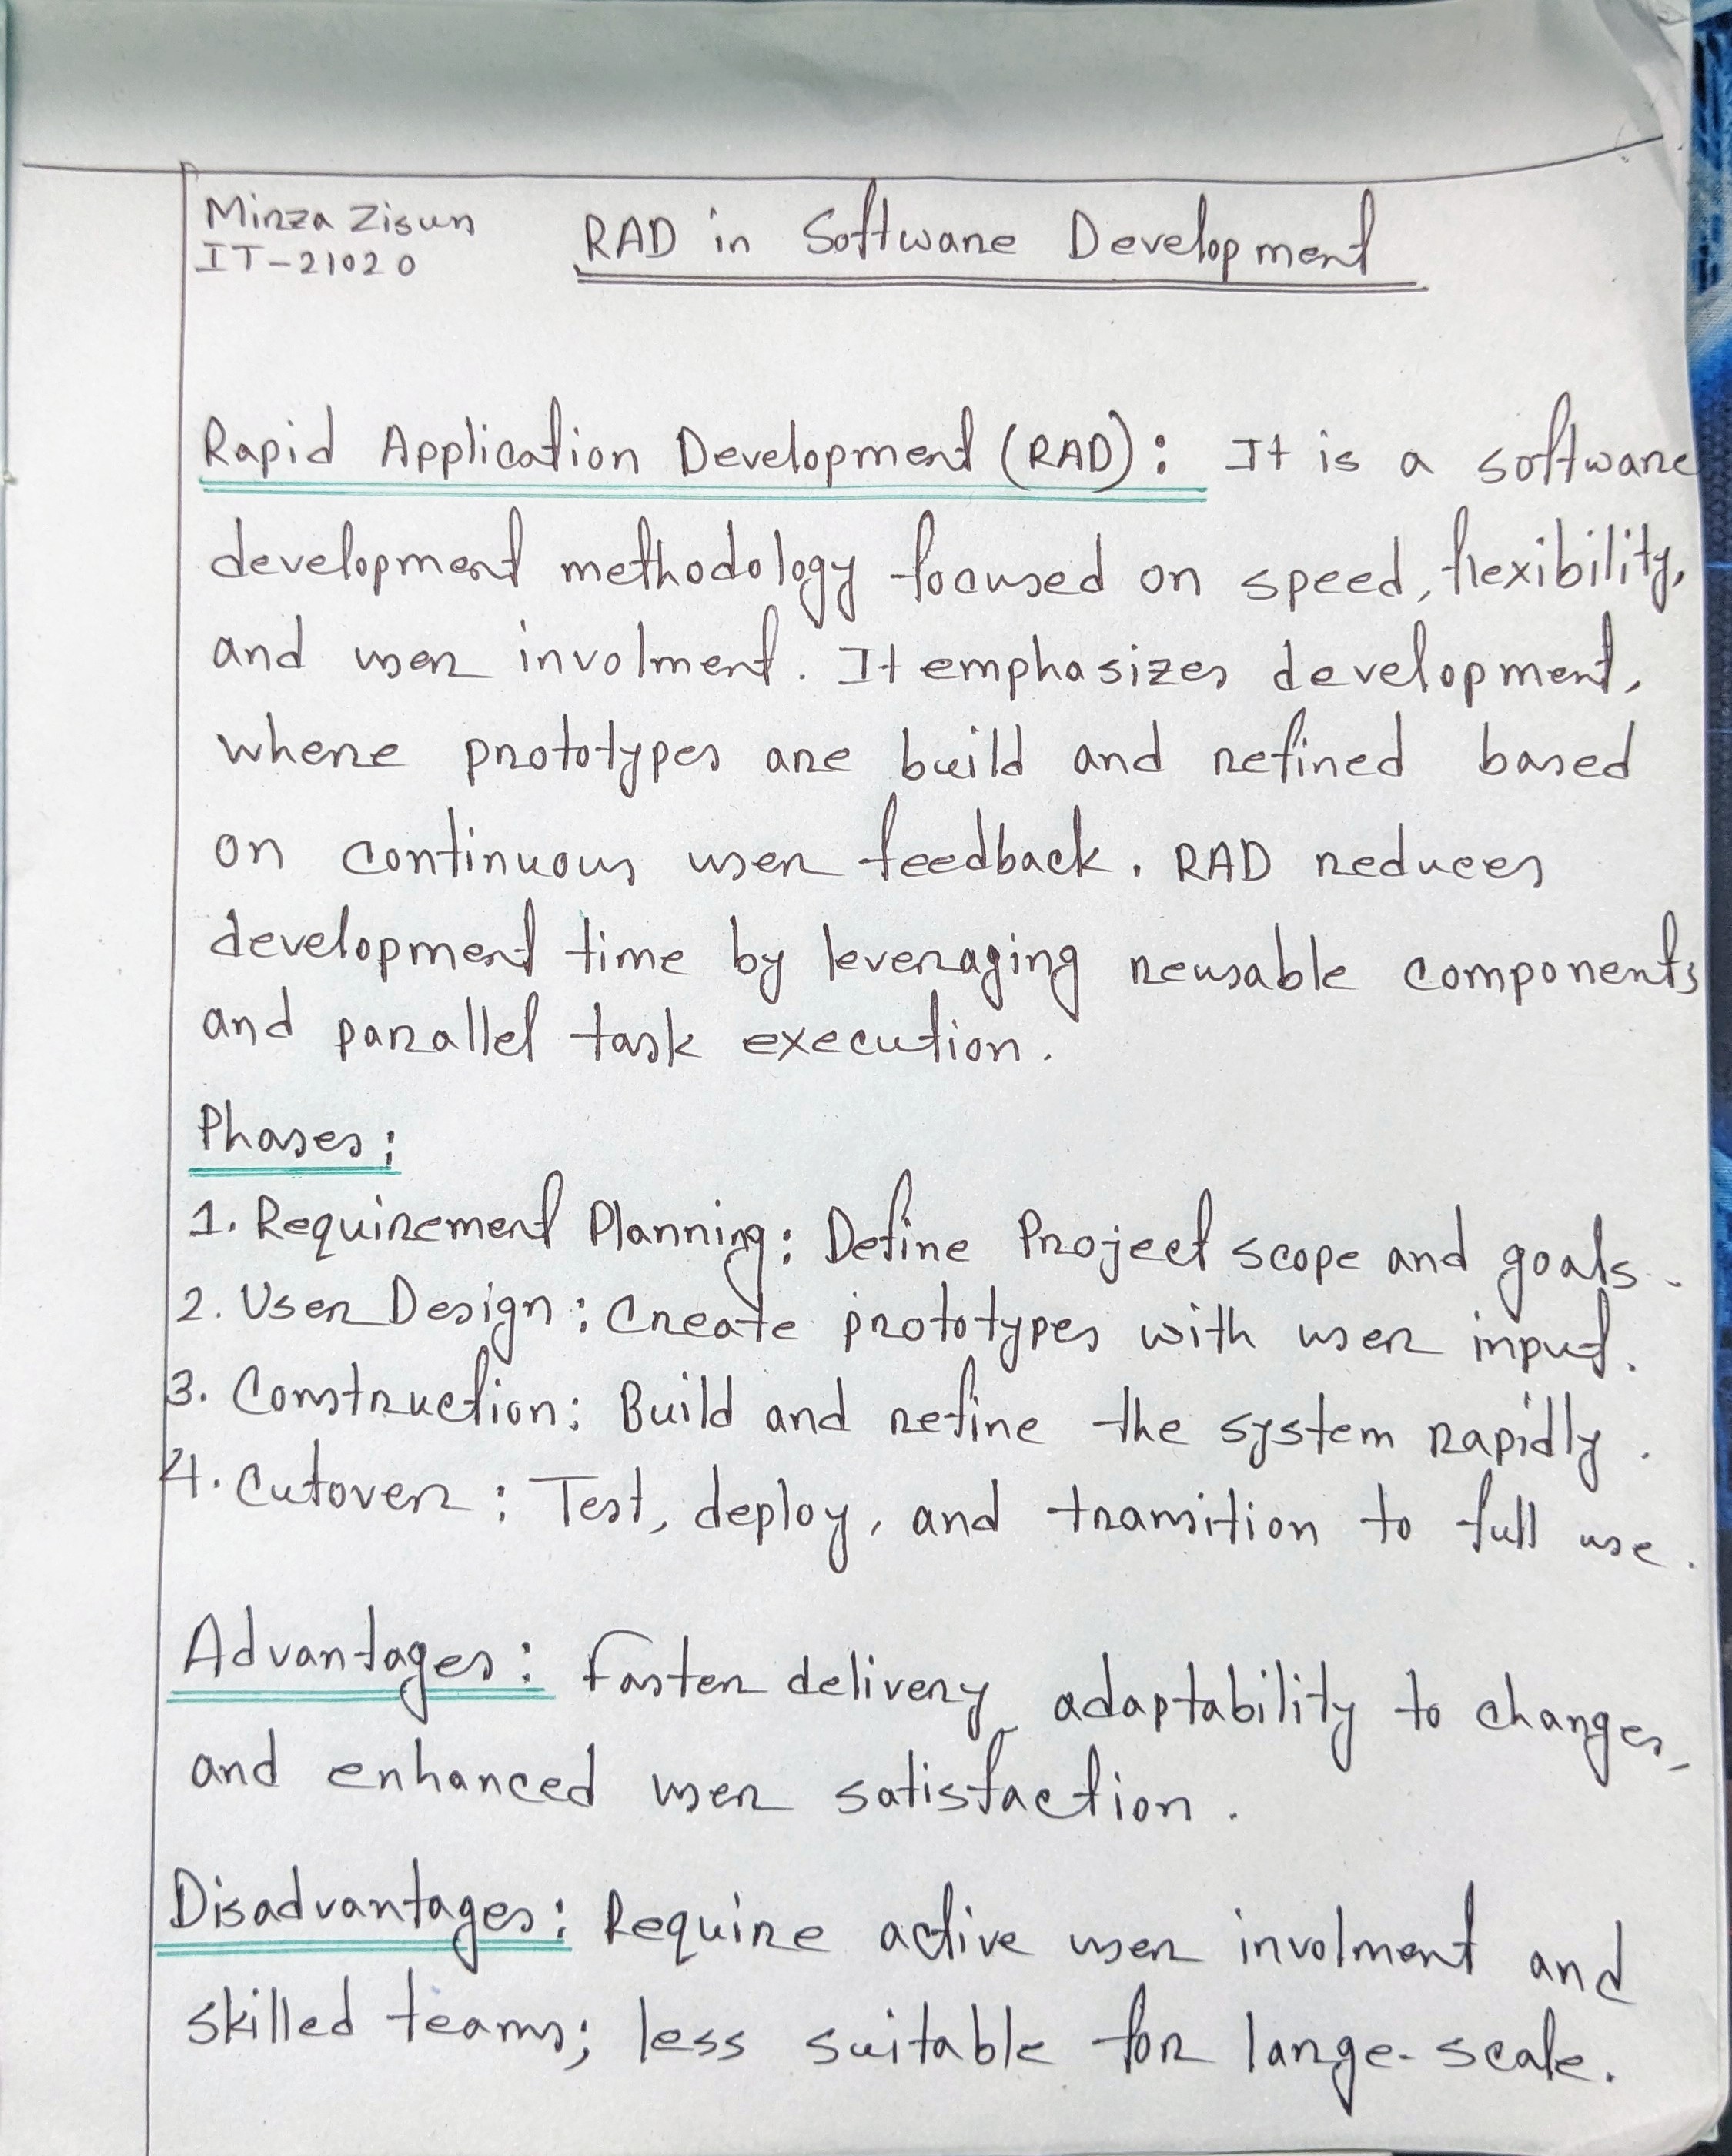 Mirza Zisun
IT-21020
RAD in Software Development
Rapid Application Development (RAD): It is a software
development methodology focused on speed, flexibility,
and user involment. It emphasizes development,
where prototypes are build and refined based
on continuous user feedback. RAD reduces
development time by leveraging reusable components
and parallel task execution.
Phases:
1. Requirement Planning: Define Project scope and goals.
2. User Design: Create prototypes with user input.
3. Construction: Build and refine the system rapidly.
4. Cutover: Test, deploy, and transition to full use.
Advantages: Faster delivery, adaptability to changes,
and enhanced user satisfaction.
Disadvantages: Require active user involment and
skilled teams; less suitable for large-scale.